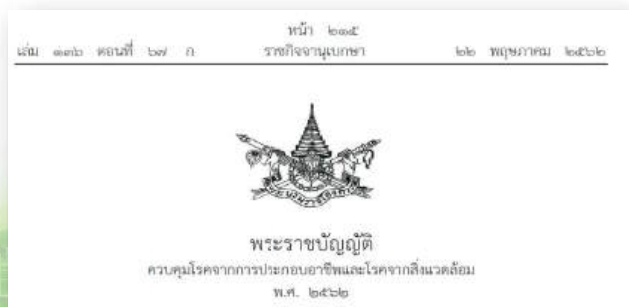 หน้า ๒๑๕
เล่ม ๑๓๖ ตอนที่ ๖๗ ก ราชกิจจานุเบกษา ๒๒ พฤษภาคม ๒๕๖๒
พระราชบัญญัติ
ควบคุมโรคจากการประกอบอาชีพและโรคจากสิ่งแวดล้อม
พ.ศ. ๒๕๖๒